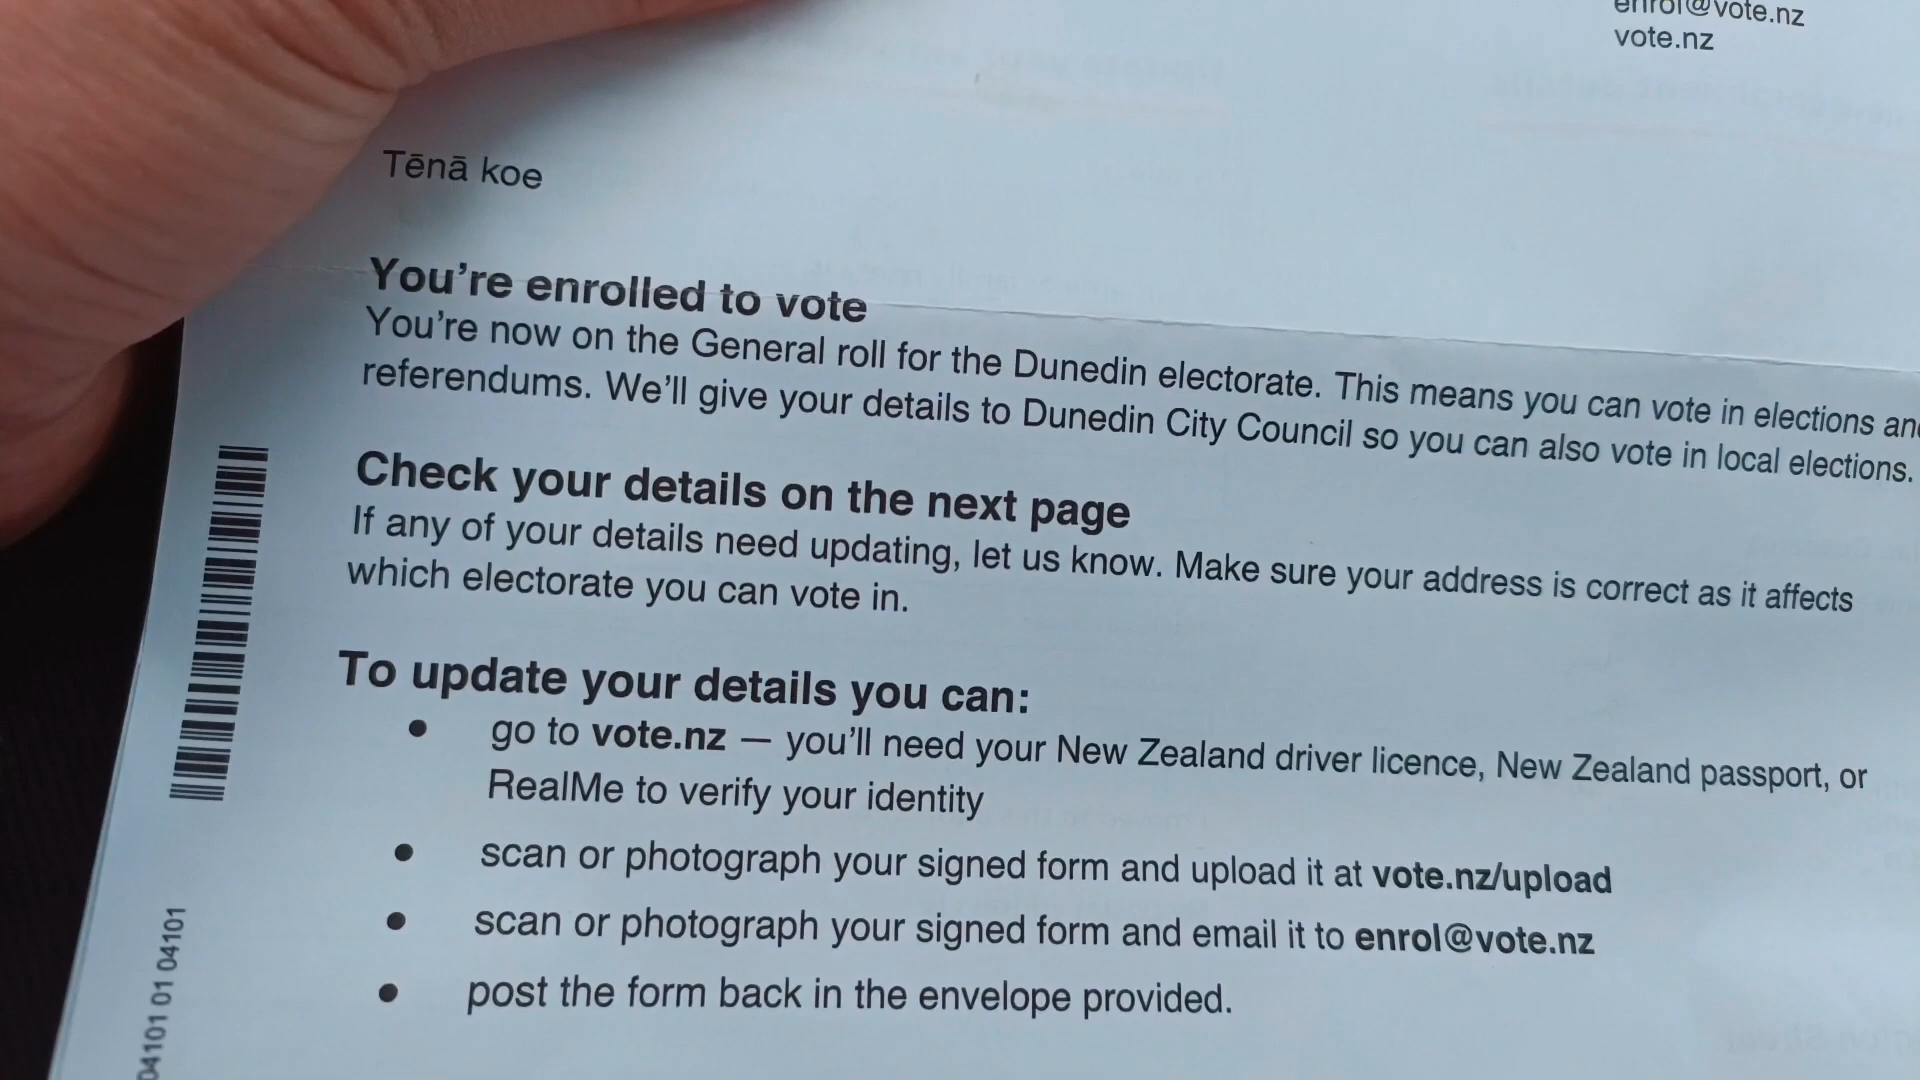 enrol@vote.nz
vote.nz
Tēnā koe
You're enrolled to vote
You're now on the General roll for the Dunedin electorate. This means you can vote in elections and
referendums. We'll give your details to Dunedin City Council so you can also vote in local elections.
Check your details on the next page
If any of your details need updating, let us know. Make sure your address is correct as it affects
which electorate you can vote in.
To update your details you can:
● go to vote.nz — you'll need your New Zealand driver licence, New Zealand passport, or
RealMe to verify your identity
● scan or photograph your signed form and upload it at vote.nz/upload
● scan or photograph your signed form and email it to enrol@vote.nz
● post the form back in the envelope provided.
04101 01 04101